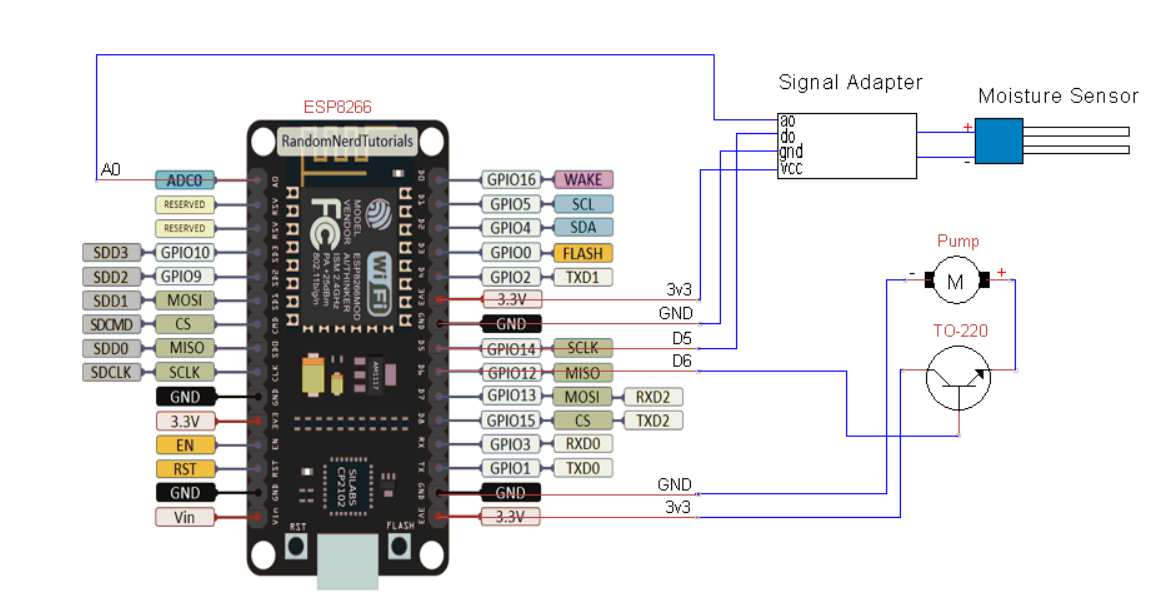 Signal Adapter
Moisture Sensor
ESP8266
RandomNerdTutorials
ao
do
gnd
vcc
+
-
A0
ADC0 A0 D0 GPIO16 WAKE
RESERVED RSV D1 GPIO5 SCL
RESERVED RSV D2 GPIO4 SDA
SDD3 GPIO10 SD3 D3 GPIO0 FLASH
SDD2 GPIO9 SD2 D4 GPIO2 TXD1
SDD1 MOSI SD1 3V3 3.3V 3v3
SDCMD CS CMD GND GND GND
SDD0 MISO SDO D5 GPIO14 SCLK D5
SDCLK SCLK CLK D6 GPIO12 MISO D6
GND GND D7 GPIO13 MOSI RXD2
3.3V 3V3 D8 GPIO15 CS TXD2
EN EN RX GPIO3 RXD0
RST RST TX GPIO1 TXD0
GND GND GND GND GND
Vin Vin 3V3 3.3V 3v3
MODEL ESP8266MOD
VENDOR AI/THINKER
ISM 2.4GHz
PA +25dBm
802.11b/g/n
FC
WiFi
AM1117
SILABS
CP2102
RST
FLASH
Pump
-
M
+
TO-220